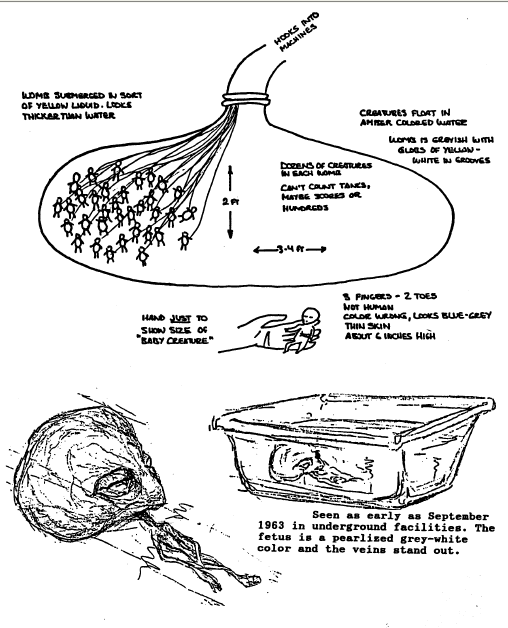 HOOKS INTO
MACHINES
WOMB SUBMERGED IN SORT
OF YELLOW LIQUID. LOOKS
THICKER THAN WATER
CREATURES FLOAT IN
AMBER COLORED WATER
WOMB IS GREYISH WITH
GLOBS OF YELLOW-
WHITE IN GROOVES
DOZENS OF CREATURES
IN EACH WOMB
CAN'T COUNT TANKS,
MAYBE SCORES OR
HUNDREDS
2 FT
3-4 FT
HAND JUST TO
SHOW SIZE OF
"BABY CREATURE"
3 FINGERS - 2 TOES
NOT HUMAN
COLOR WRONG, LOOKS BLUE-GREY
THIN SKIN
ABOUT 6 INCHES HIGH
Seen as early as September
1963 in underground facilities. The
fetus is a pearlized grey-white
color and the veins stand out.